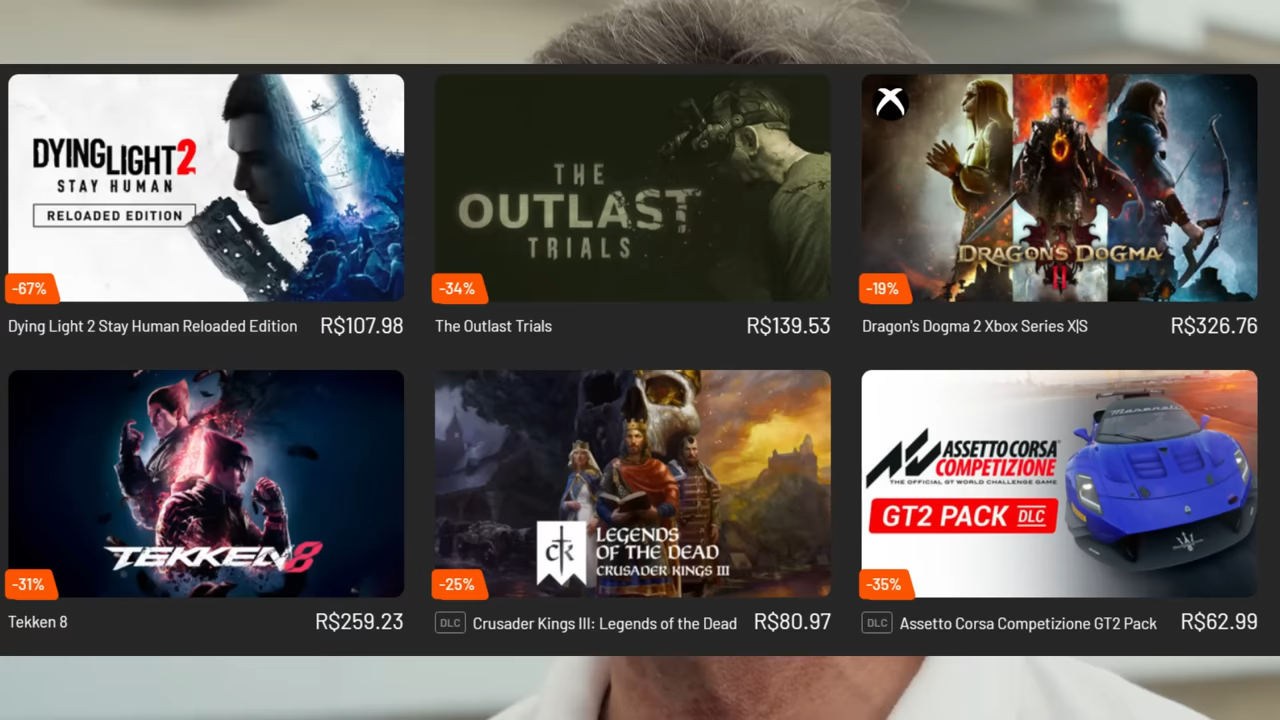 DYING LIGHT 2
STAY HUMAN
RELOADED EDITION
-67%
Dying Light 2 Stay Human Reloaded Edition R$107.98
THE
OUTLAST
TRIALS
-34%
The Outlast Trials R$139.53
DRAGON'S DOGMA
II
-19%
Dragon's Dogma 2 Xbox Series X|S R$326.76
TEKKEN 8
-31%
Tekken 8 R$259.23
CK
LEGENDS
OF THE DEAD
CRUSADER KINGS III
-25%
DLC Crusader Kings III: Legends of the Dead R$80.97
Maserati
ASSETTO CORSA
COMPETIZIONE
THE OFFICIAL GT WORLD CHALLENGE GAME
GT2 PACK DLC
-35%
DLC Assetto Corsa Competizione GT2 Pack R$62.99